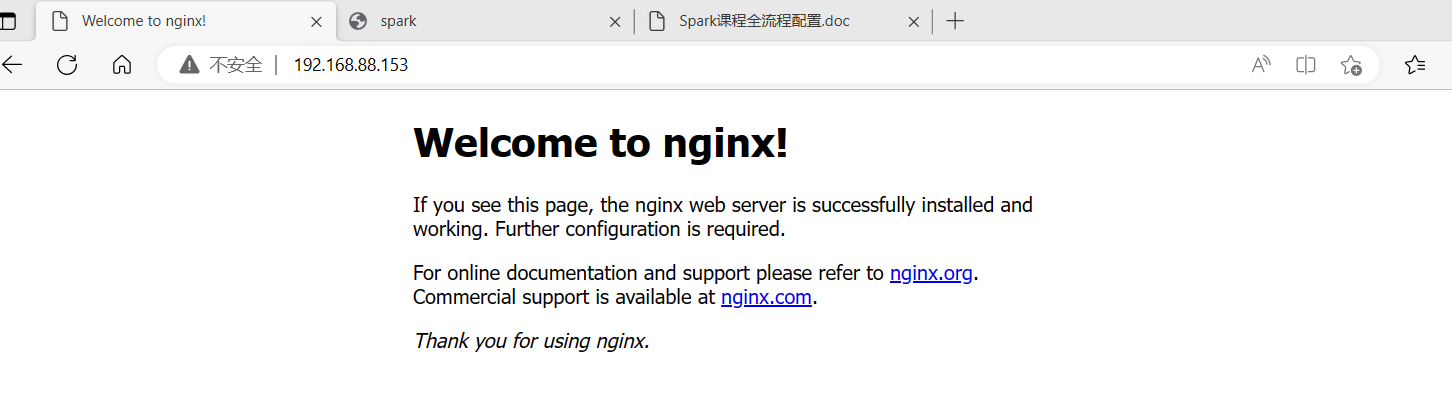 Welcome to nginx!
spark
Spark课程全流程配置.doc
不安全
192.168.88.153
Welcome to nginx!
If you see this page, the nginx web server is successfully installed and
working. Further configuration is required.
For online documentation and support please refer to nginx.org.
Commercial support is available at nginx.com.
Thank you for using nginx.